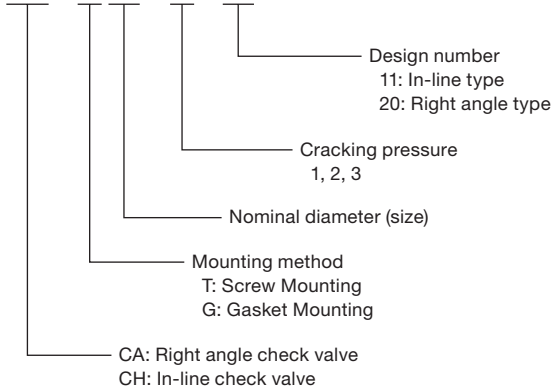 Design number
11: In-line type
20: Right angle type
Cracking pressure
1, 2, 3
Nominal diameter (size)
Mounting method
T: Screw Mounting
G: Gasket Mounting
CA: Right angle check valve
CH: In-line check valve